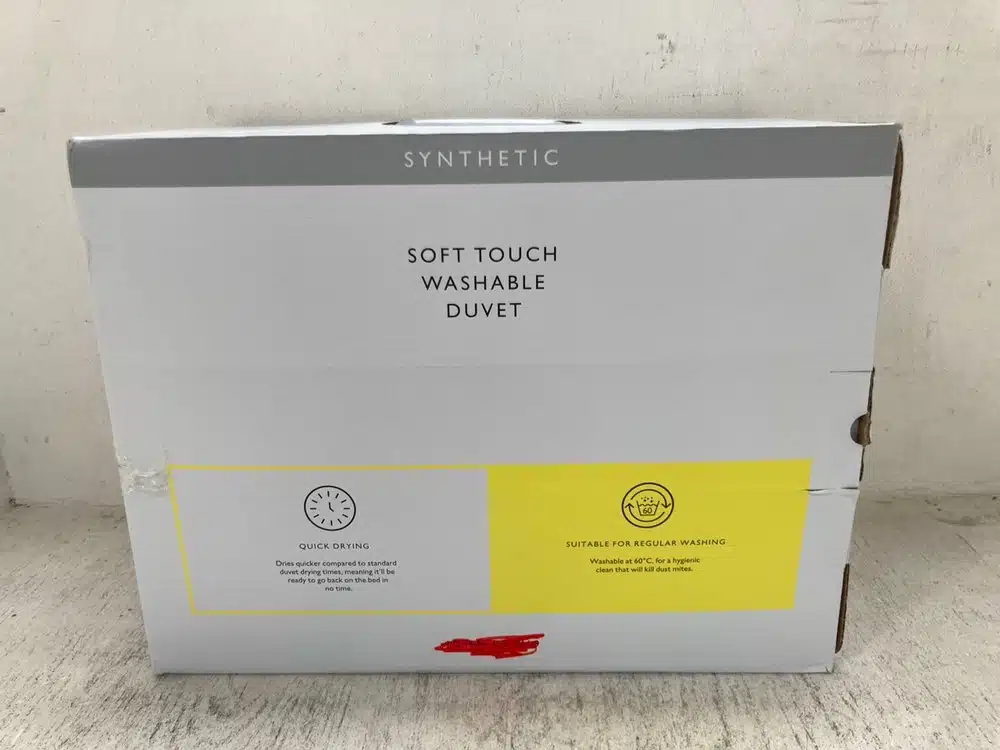 SYNTHETIC
SOFT TOUCH
WASHABLE
DUVET
QUICK DRYING
Dries quicker compared to standard
duvet drying times, meaning it'll be
ready to go back on the bed in
no time.
60
SUITABLE FOR REGULAR WASHING
Washable at 60°C, for a hygienic
clean that will kill dust mites.